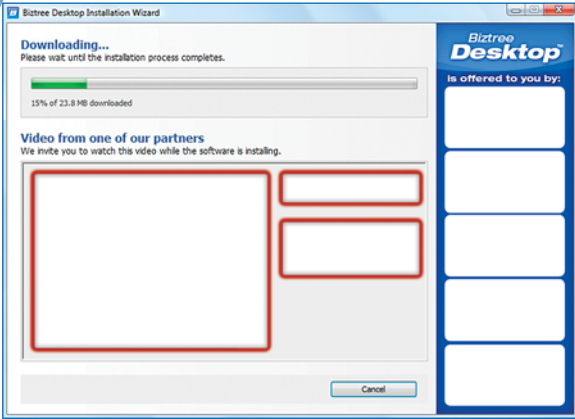 Biztree Desktop Installation Wizard
Downloading...
Please wait until the installation process completes.
15% of 23.8 MB downloaded
Video from one of our partners
We invite you to watch this video while the software is installing.
Cancel
Biztree
Desktop™
is offered to you by: